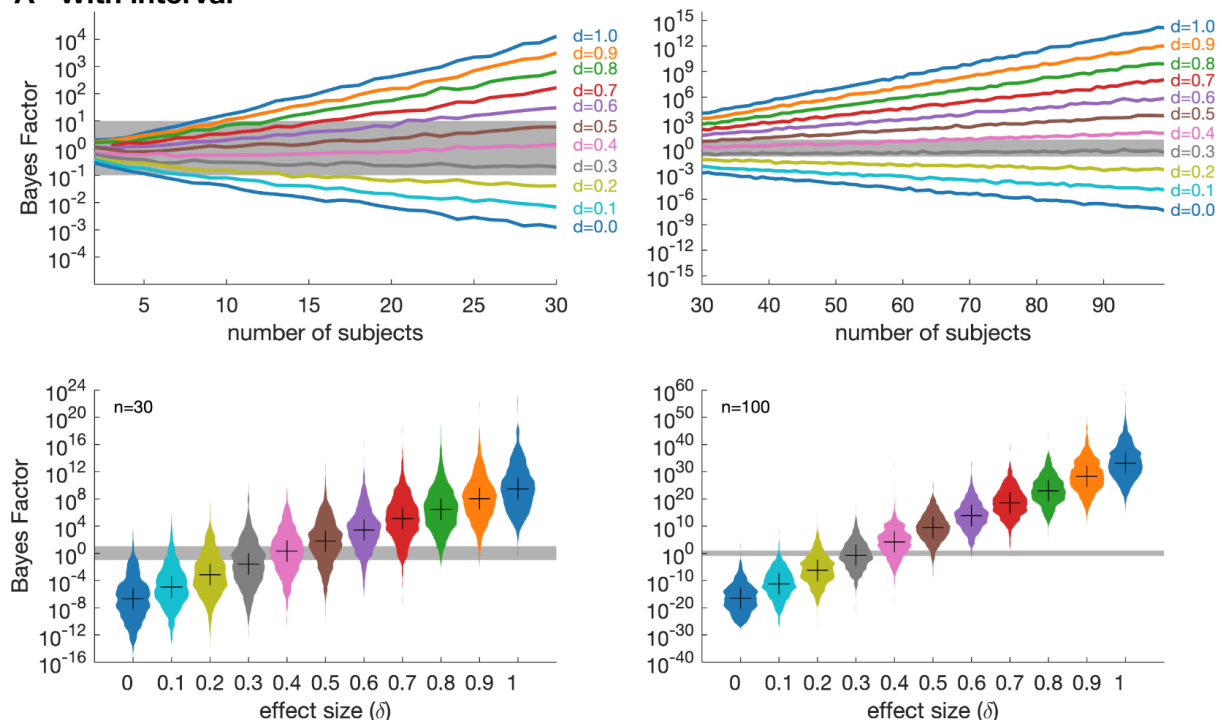 A With interval
Bayes Factor
10^4
10^3
10^2
10^1
10^0
10^-1
10^-2
10^-3
10^-4
5
10
15
20
25
30
number of subjects
d=1.0
d=0.9
d=0.8
d=0.7
d=0.6
d=0.5
d=0.4
d=0.3
d=0.2
d=0.1
d=0.0
10^15
10^12
10^9
10^6
10^3
10^0
10^-3
10^-6
10^-9
10^-12
10^-15
30
40
50
60
70
80
90
number of subjects
d=1.0
d=0.9
d=0.8
d=0.7
d=0.6
d=0.5
d=0.4
d=0.3
d=0.2
d=0.1
d=0.0
Bayes Factor
10^24
10^20
10^16
10^12
10^8
10^4
10^0
10^-4
10^-8
10^-12
10^-16
n=30
0 0.1 0.2 0.3 0.4 0.5 0.6 0.7 0.8 0.9 1
effect size (δ)
10^60
10^50
10^40
10^30
10^20
10^10
10^0
10^-10
10^-20
10^-30
10^-40
n=100
0 0.1 0.2 0.3 0.4 0.5 0.6 0.7 0.8 0.9 1
effect size (δ)